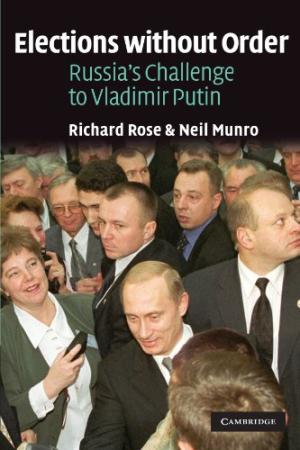 Elections without Order
Russia's Challenge
to Vladimir Putin
Richard Rose & Neil Munro
CAMBRIDGE